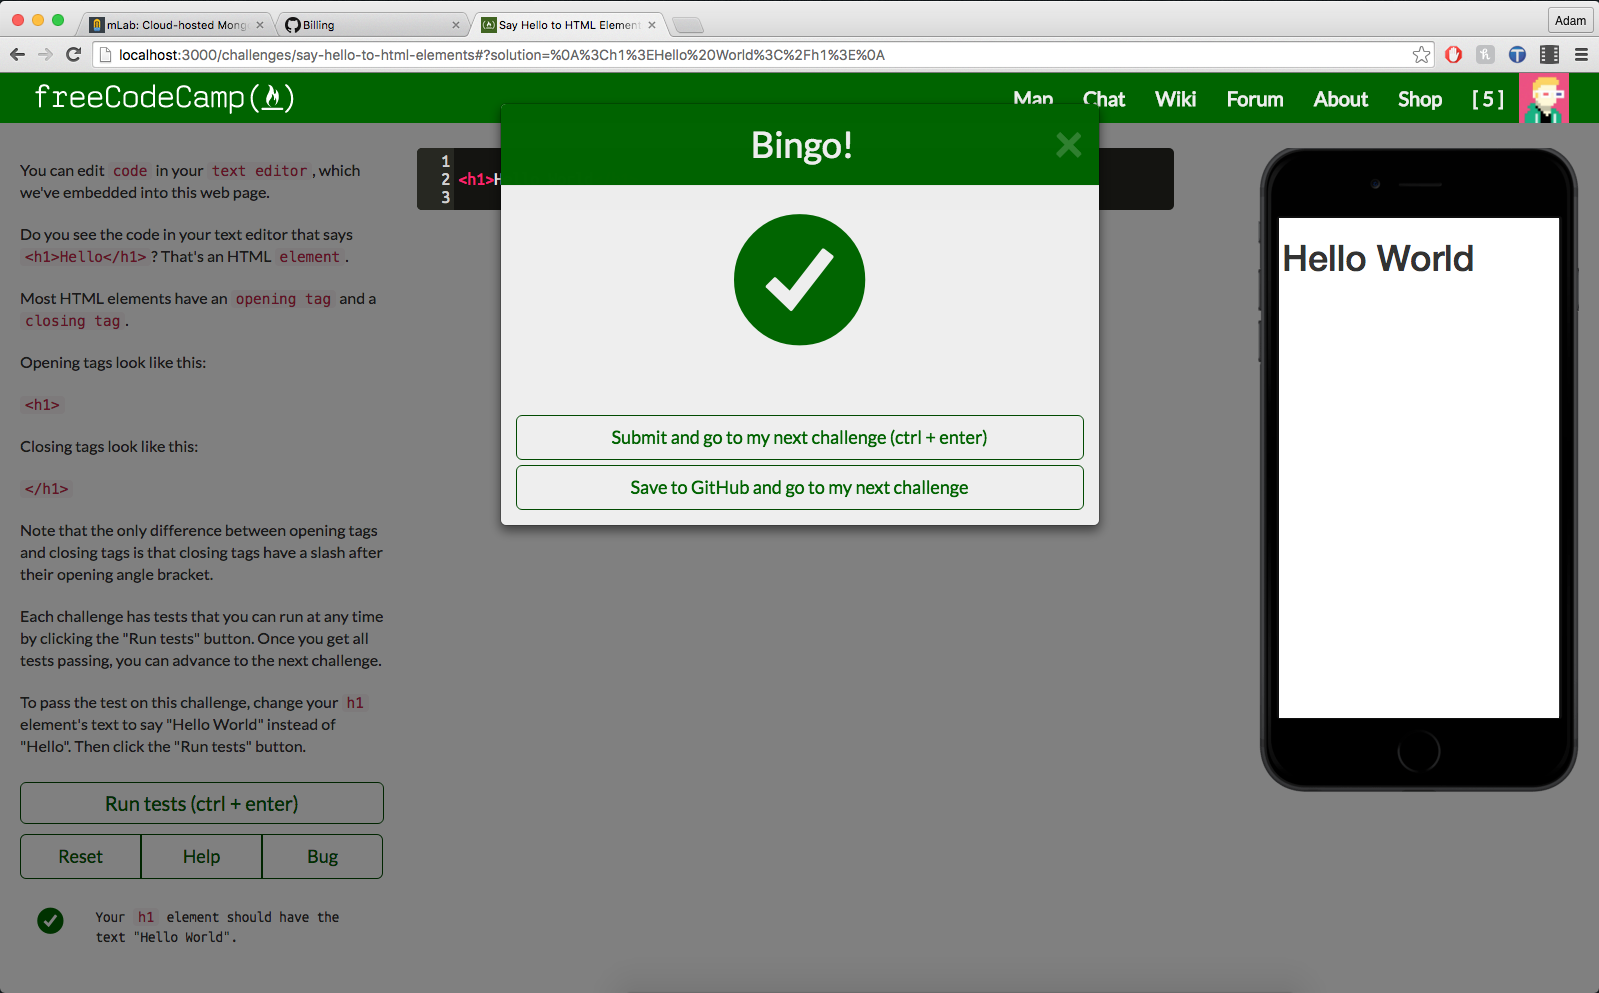 mLab: Cloud-hosted Mong
Billing
Say Hello to HTML Element
Adam
localhost:3000/challenges/say-hello-to-html-elements#?solution=%0A%3Ch1%3EHello%20World%3C%2Fh1%3E%0A
freeCodeCamp
Map
Chat
Wiki
Forum
About
Shop
[ 5 ]
You can edit code in your text editor , which
we've embedded into this web page.
Do you see the code in your text editor that says
<h1>Hello</h1> ? That's an HTML element .
Most HTML elements have an opening tag and a
closing tag .
Opening tags look like this:
<h1>
Closing tags look like this:
</h1>
Note that the only difference between opening tags
and closing tags is that closing tags have a slash after
their opening angle bracket.
Each challenge has tests that you can run at any time
by clicking the "Run tests" button. Once you get all
tests passing, you can advance to the next challenge.
To pass the test on this challenge, change your h1
element's text to say "Hello World" instead of
"Hello". Then click the "Run tests" button.
Run tests (ctrl + enter)
Reset
Help
Bug
Your h1 element should have the
text "Hello World".
1
2 <h1>H
3
Bingo!
Submit and go to my next challenge (ctrl + enter)
Save to GitHub and go to my next challenge
Hello World